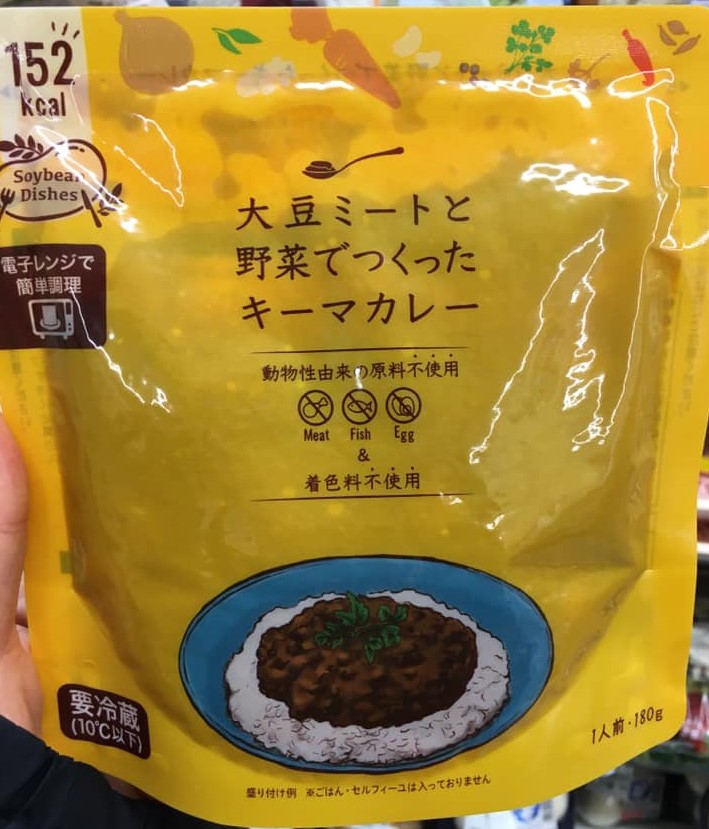 152
kcal
Soybean
Dishes
電子レンジで
簡単調理
大豆ミートと
野菜でつくった
キーマカレー
動物性由来の原料不使用
Meat Fish Egg
&
着色料不使用
要冷蔵
(10℃以下)
1人前・180g
盛り付け例 ※ごはん・セルフィーユは入っておりません